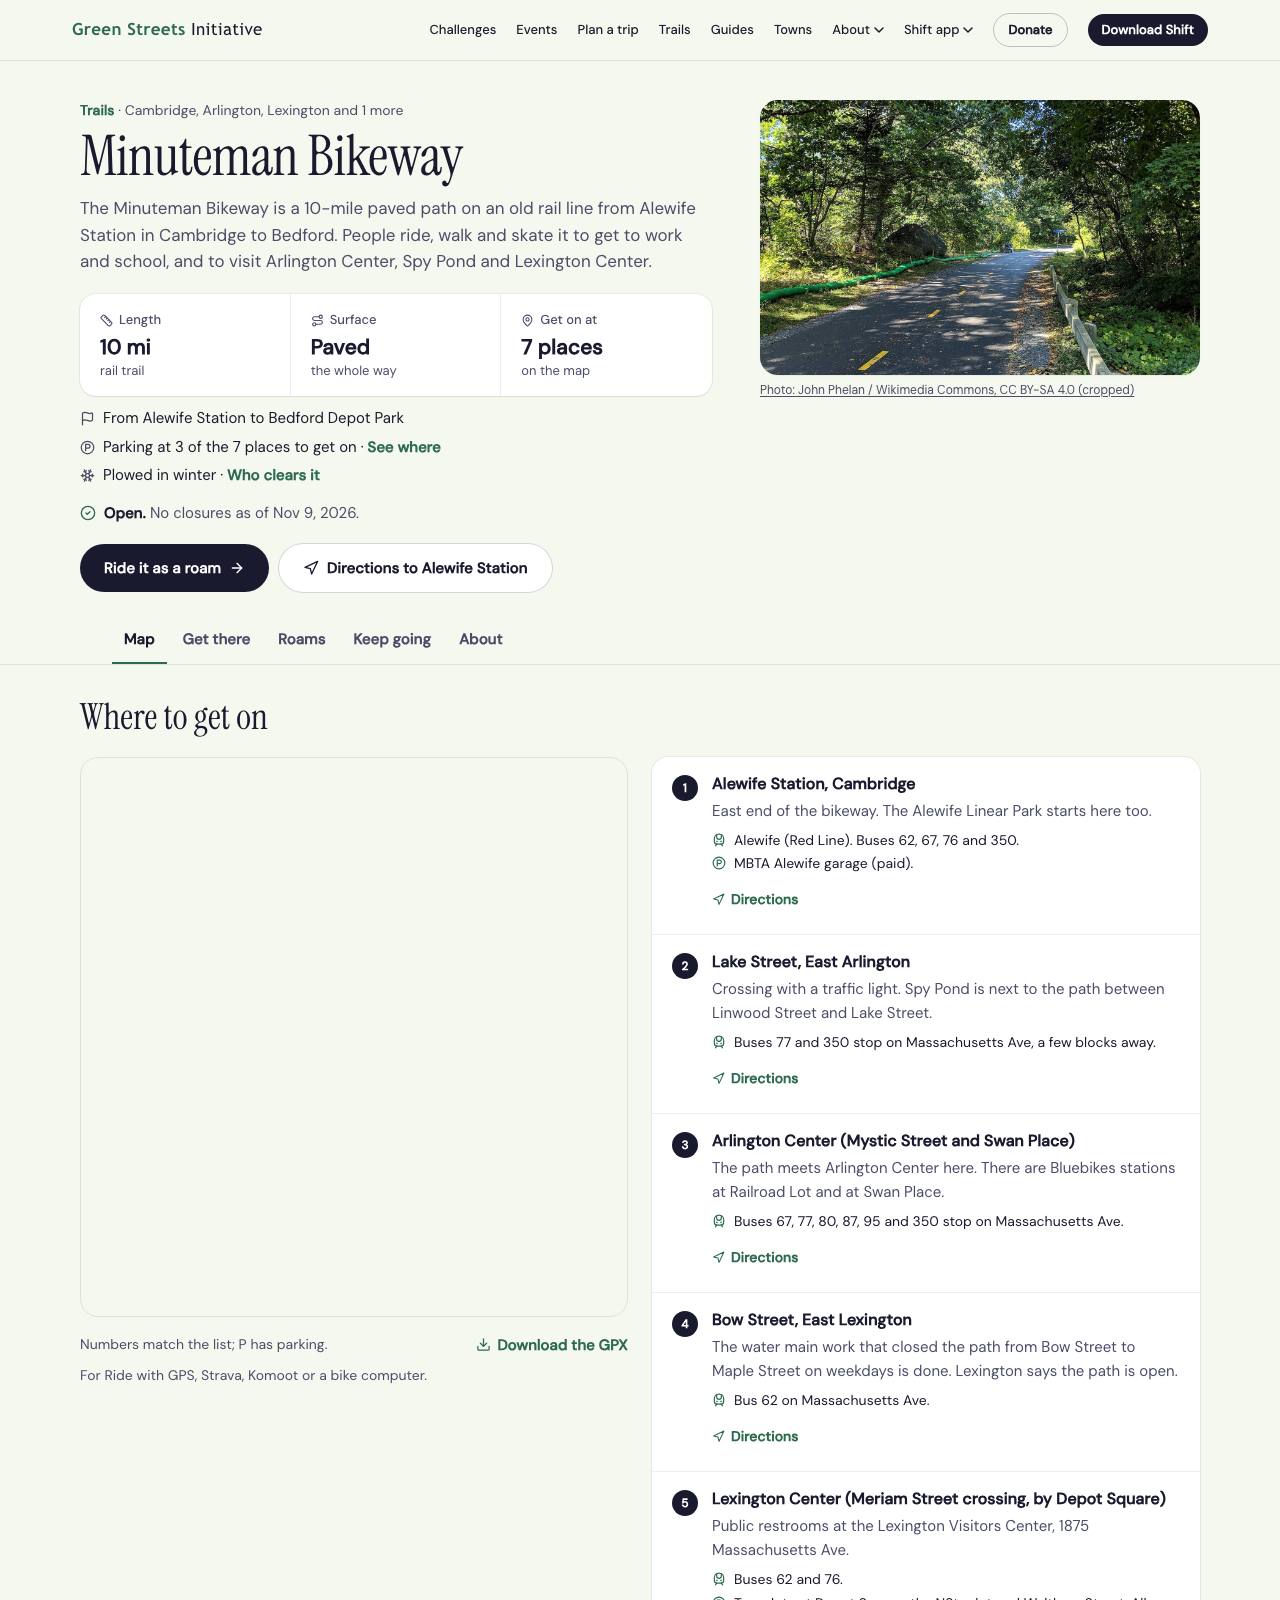 Green Streets Initiative
Challenges Events Plan a trip Trails Guides Towns About Shift app Donate Download Shift
Trails · Cambridge, Arlington, Lexington and 1 more
Minuteman Bikeway
The Minuteman Bikeway is a 10-mile paved path on an old rail line from Alewife
Station in Cambridge to Bedford. People ride, walk and skate it to get to work
and school, and to visit Arlington Center, Spy Pond and Lexington Center.
Length
10 mi
rail trail
Surface
Paved
the whole way
Get on at
7 places
on the map
From Alewife Station to Bedford Depot Park
Parking at 3 of the 7 places to get on · See where
Plowed in winter · Who clears it
Open. No closures as of Nov 9, 2026.
Ride it as a roam
Directions to Alewife Station
Photo: John Phelan / Wikimedia Commons, CC BY-SA 4.0 (cropped)
Map Get there Roams Keep going About
Where to get on
Numbers match the list; P has parking.
Download the GPX
For Ride with GPS, Strava, Komoot or a bike computer.
1 Alewife Station, Cambridge
East end of the bikeway. The Alewife Linear Park starts here too.
Alewife (Red Line). Buses 62, 67, 76 and 350.
MBTA Alewife garage (paid).
Directions
2 Lake Street, East Arlington
Crossing with a traffic light. Spy Pond is next to the path between
Linwood Street and Lake Street.
Buses 77 and 350 stop on Massachusetts Ave, a few blocks away.
Directions
3 Arlington Center (Mystic Street and Swan Place)
The path meets Arlington Center here. There are Bluebikes stations
at Railroad Lot and at Swan Place.
Buses 67, 77, 80, 87, 95 and 350 stop on Massachusetts Ave.
Directions
4 Bow Street, East Lexington
The water main work that closed the path from Bow Street to
Maple Street on weekdays is done. Lexington says the path is open.
Bus 62 on Massachusetts Ave.
Directions
5 Lexington Center (Meriam Street crossing, by Depot Square)
Public restrooms at the Lexington Visitors Center, 1875
Massachusetts Ave.
Buses 62 and 76.